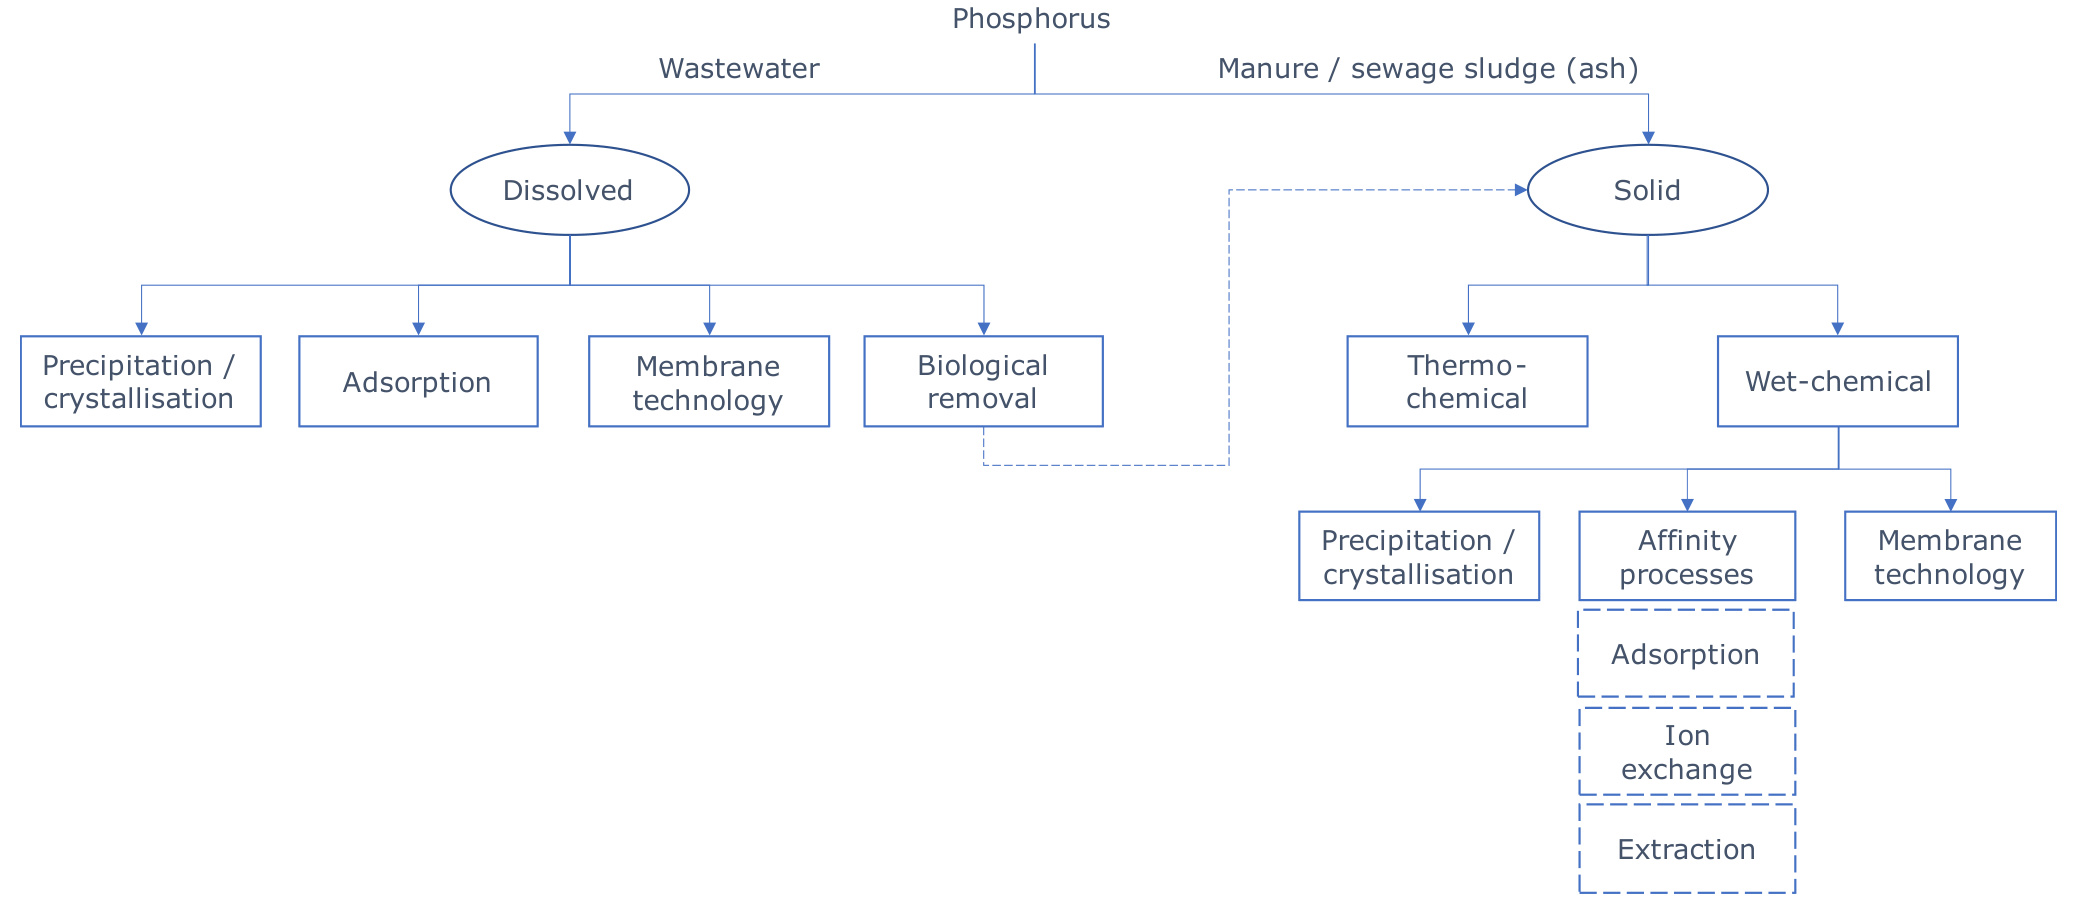 Phosphorus
Wastewater
Manure / sewage sludge (ash)
Dissolved
Solid
Precipitation /
crystallisation
Adsorption
Membrane
technology
Biological
removal
Thermo-
chemical
Wet-chemical
Precipitation /
crystallisation
Affinity
processes
Membrane
technology
Adsorption
Ion
exchange
Extraction